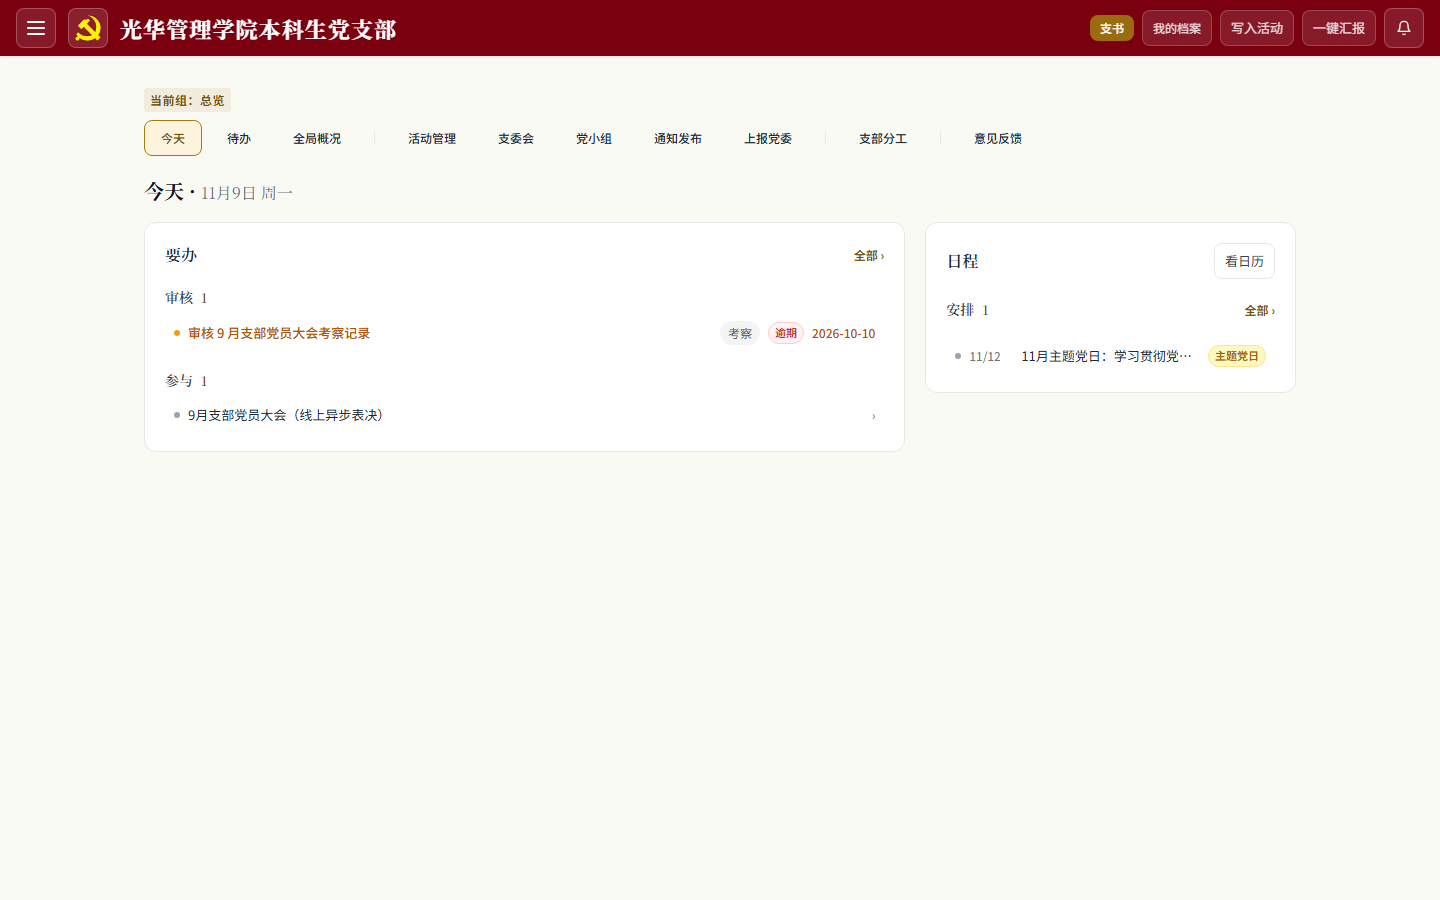 光华管理学院本科生党支部
支书 我的档案 写入活动 一键汇报
当前组：总览
今天 待办 全局概况 活动管理 支委会 党小组 通知发布 上报党委 支部分工 意见反馈
今天 · 11月9日 周一
要办 全部 ›
审核 1
审核 9 月支部党员大会考察记录 考察 逾期 2026-10-10
参与 1
9月支部党员大会（线上异步表决） ›
日程 看日历
安排 1 全部 ›
11/12 11月主题党日：学习贯彻党… 主题党日